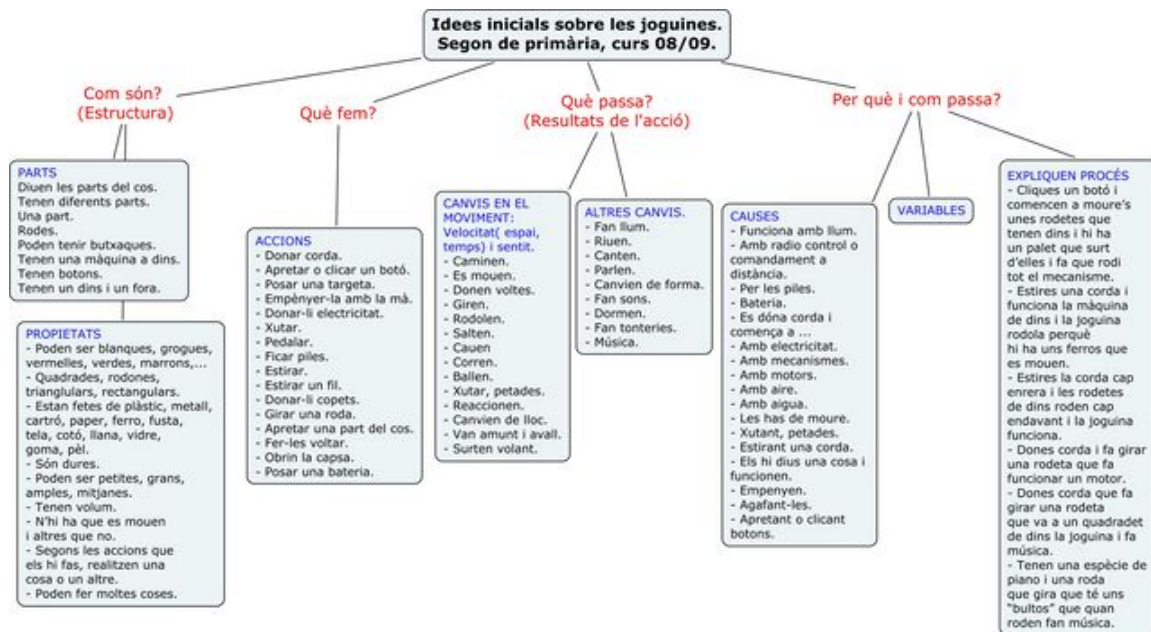 Idees inicials sobre les joguines.
Segon de primària, curs 08/09.
Com són?
(Estructura)
Què fem?
Què passa?
(Resultats de l'acció)
Per què i com passa?
PARTS
Diuen les parts del cos.
Tenen diferents parts.
Una part.
Rodes.
Poden tenir butxaques.
Tenen una màquina a dins.
Tenen botons.
Tenen un dins i un fora.
PROPIETATS
- Poden ser blanques, grogues,
vermelles, verdes, marrons,...
- Quadrades, rodones,
trianglulars, rectangulars.
- Estan fetes de plàstic, metall,
cartró, paper, ferro, fusta,
tela, cotó, llana, vidre,
goma, pèl.
- Són dures.
- Poden ser petites, grans,
amples, mitjanes.
- Tenen volum.
- N'hi ha que es mouen
i altres que no.
- Segons les accions que
els hi fas, realitzen una
cosa o un altre.
- Poden fer moltes coses.
ACCIONS
- Donar corda.
- Apretar o clicar un botó.
- Posar una targeta.
- Empènyer-la amb la mà.
- Donar-li electricitat.
- Xutar.
- Pedalar.
- Ficar piles.
- Estirar.
- Estirar un fil.
- Donar-li copets.
- Girar una roda.
- Apretar una part del cos.
- Fer-les voltar.
- Obrin la capsa.
- Posar una bateria.
CANVIS EN EL
MOVIMENT:
Velocitat( espai,
temps) i sentit.
- Caminen.
- Es mouen.
- Donen voltes.
- Giren.
- Rodolen.
- Salten.
- Cauen
- Corren.
- Ballen.
- Xutar, petades.
- Reaccionen.
- Canvien de lloc.
- Van amunt i avall.
- Surten volant.
ALTRES CANVIS.
- Fan llum.
- Riuen.
- Canten.
- Parlen.
- Canvien de forma.
- Fan sons.
- Dormen.
- Fan tonteries.
- Música.
CAUSES
- Funciona amb llum.
- Amb radio control o
comandament a
distància.
- Per les piles.
- Bateria.
- Es dóna corda i
comença a ...
- Amb electricitat.
- Amb mecanismes.
- Amb motors.
- Amb aire.
- Amb aigua.
- Les has de moure.
- Xutant, petades.
- Estirant una corda.
- Els hi dius una cosa i
funcionen.
- Empenyen.
- Agafant-les.
- Apretant o clicant
botons.
VARIABLES
EXPLIQUEN PROCÉS
- Cliques un botó i
comencen a moure's
unes rodetes que
tenen dins i hi ha
un palet que surt
d'elles i fa que rodi
tot el mecanisme.
- Estires una corda i
funciona la màquina
de dins i la joguina
rodola perquè
hi ha uns ferros que
es mouen.
- Estires la corda cap
enrera i les rodetes
de dins roden cap
endavant i la joguina
funciona.
- Dones corda i fa girar
una rodeta que fa
funcionar un motor.
- Dones corda que fa
girar una rodeta
que va a un quadradet
de dins la joguina i fa
música.
- Tenen una espècie de
piano i una roda
que gira que té uns
"bultos" que quan
roden fan música.